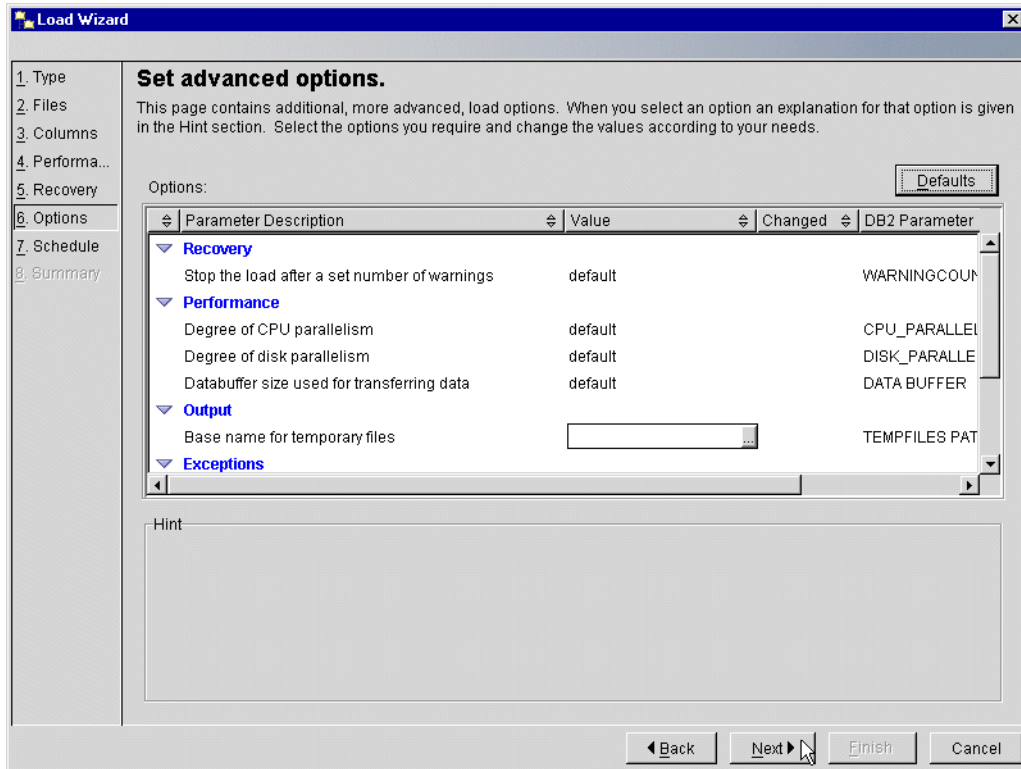 Load Wizard
1. Type
2. Files
3. Columns
4. Performa...
5. Recovery
6. Options
7. Schedule
8. Summary
Set advanced options.
This page contains additional, more advanced, load options. When you select an option an explanation for that option is given
in the Hint section. Select the options you require and change the values according to your needs.
Options:
Defaults
Parameter Description Value Changed DB2 Parameter
Recovery
Stop the load after a set number of warnings default WARNINGCOUN
Performance
Degree of CPU parallelism default CPU_PARALLEL
Degree of disk parallelism default DISK_PARALLE
Databuffer size used for transferring data default DATA BUFFER
Output
Base name for temporary files ... TEMPFILES PAT
Exceptions
Hint
Back Next Finish Cancel